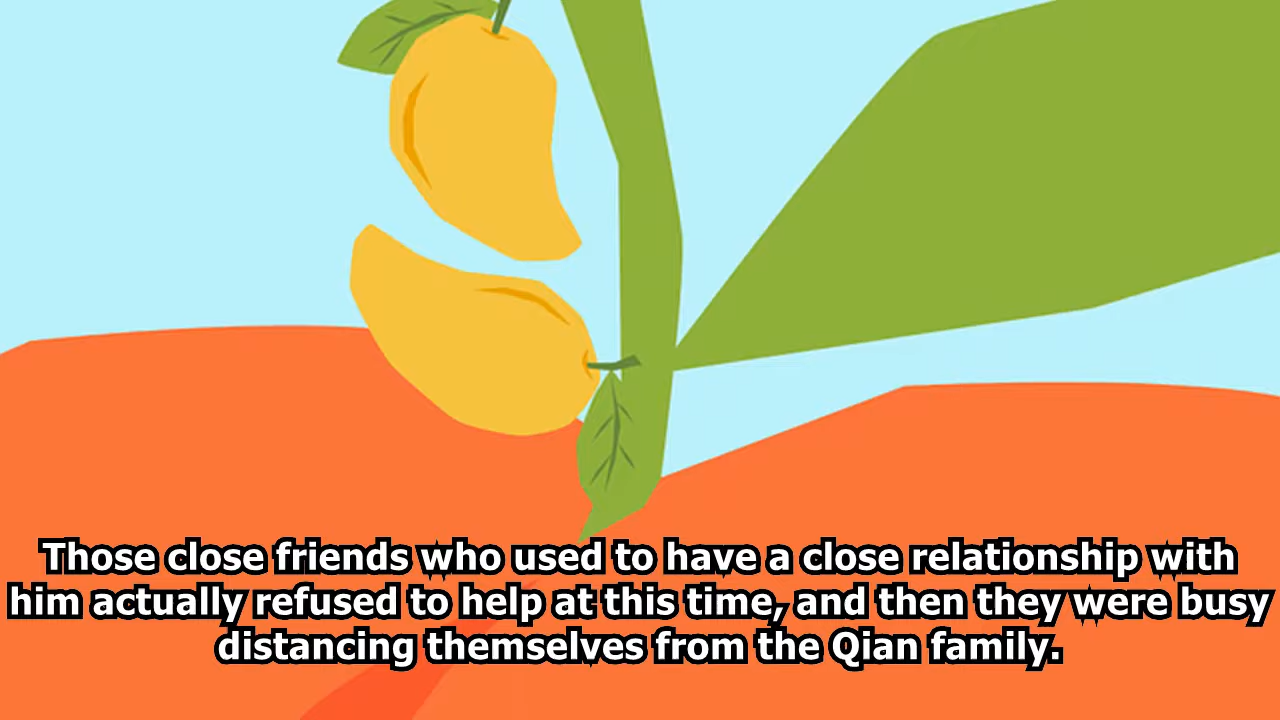 Those close friends who used to have a close relationship with
him actually refused to help at this time, and then they were busy
distancing themselves from the Qian family.